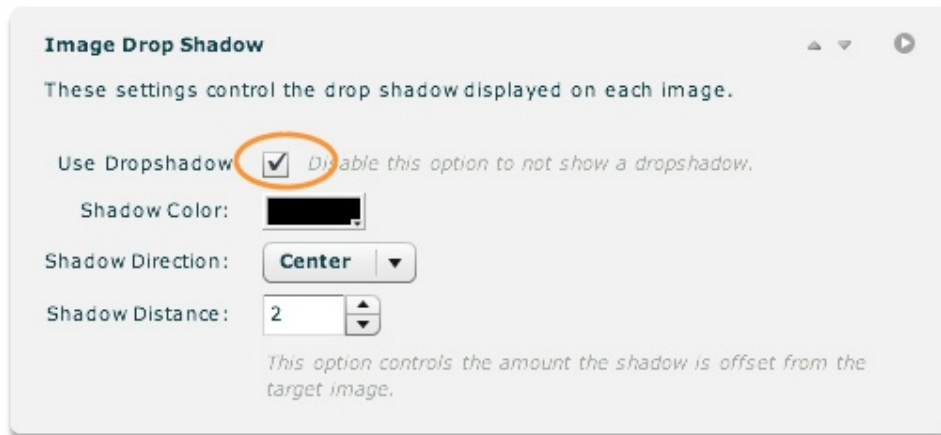 Image Drop Shadow
These settings control the drop shadow displayed on each image.
Use Dropshadow Disable this option to not show a dropshadow.
Shadow Color:
Shadow Direction: Center
Shadow Distance: 2
This option controls the amount the shadow is offset from the
target image.